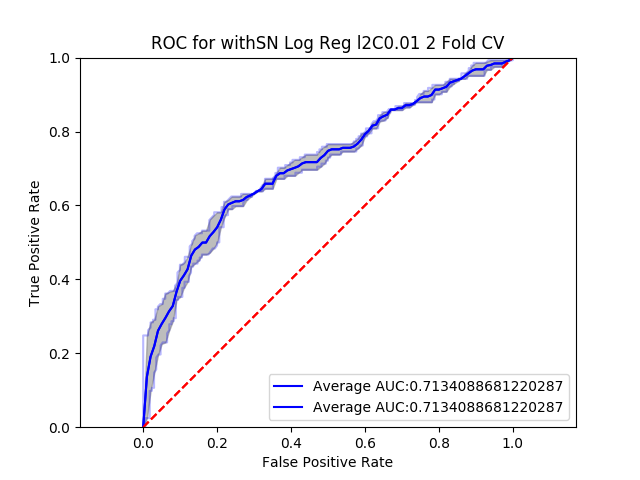 ROC for withSN Log Reg l2C0.01 2 Fold CV
True Positive Rate
1.0
0.8
0.6
0.4
0.2
0.0
Average AUC:0.7134088681220287
Average AUC:0.7134088681220287
0.0 0.2 0.4 0.6 0.8 1.0
False Positive Rate